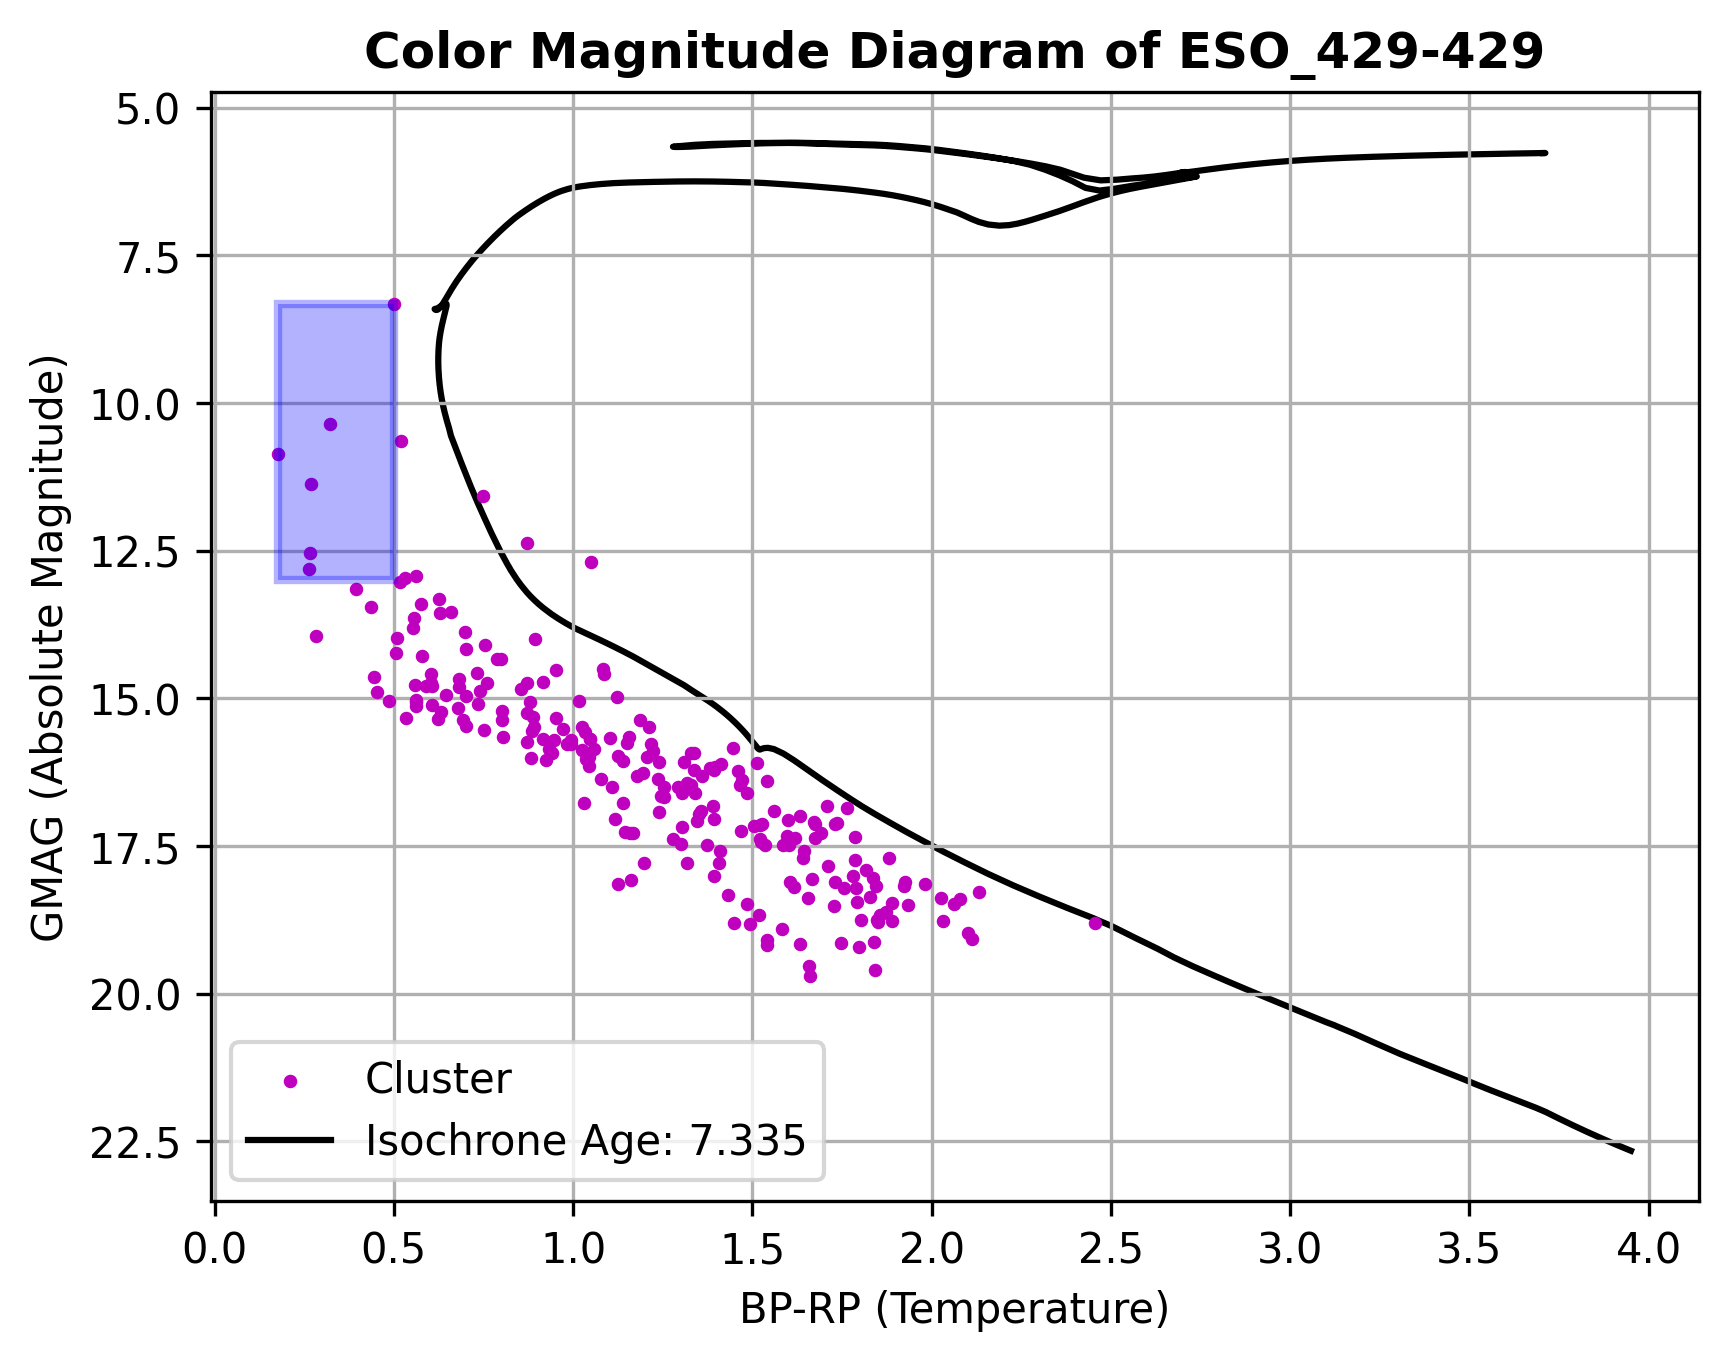 Color Magnitude Diagram of ESO_429-429
5.0
7.5
10.0
12.5
15.0
17.5
20.0
22.5
GMAG (Absolute Magnitude)
Cluster
Isochrone Age: 7.335
0.0 0.5 1.0 1.5 2.0 2.5 3.0 3.5 4.0
BP-RP (Temperature)